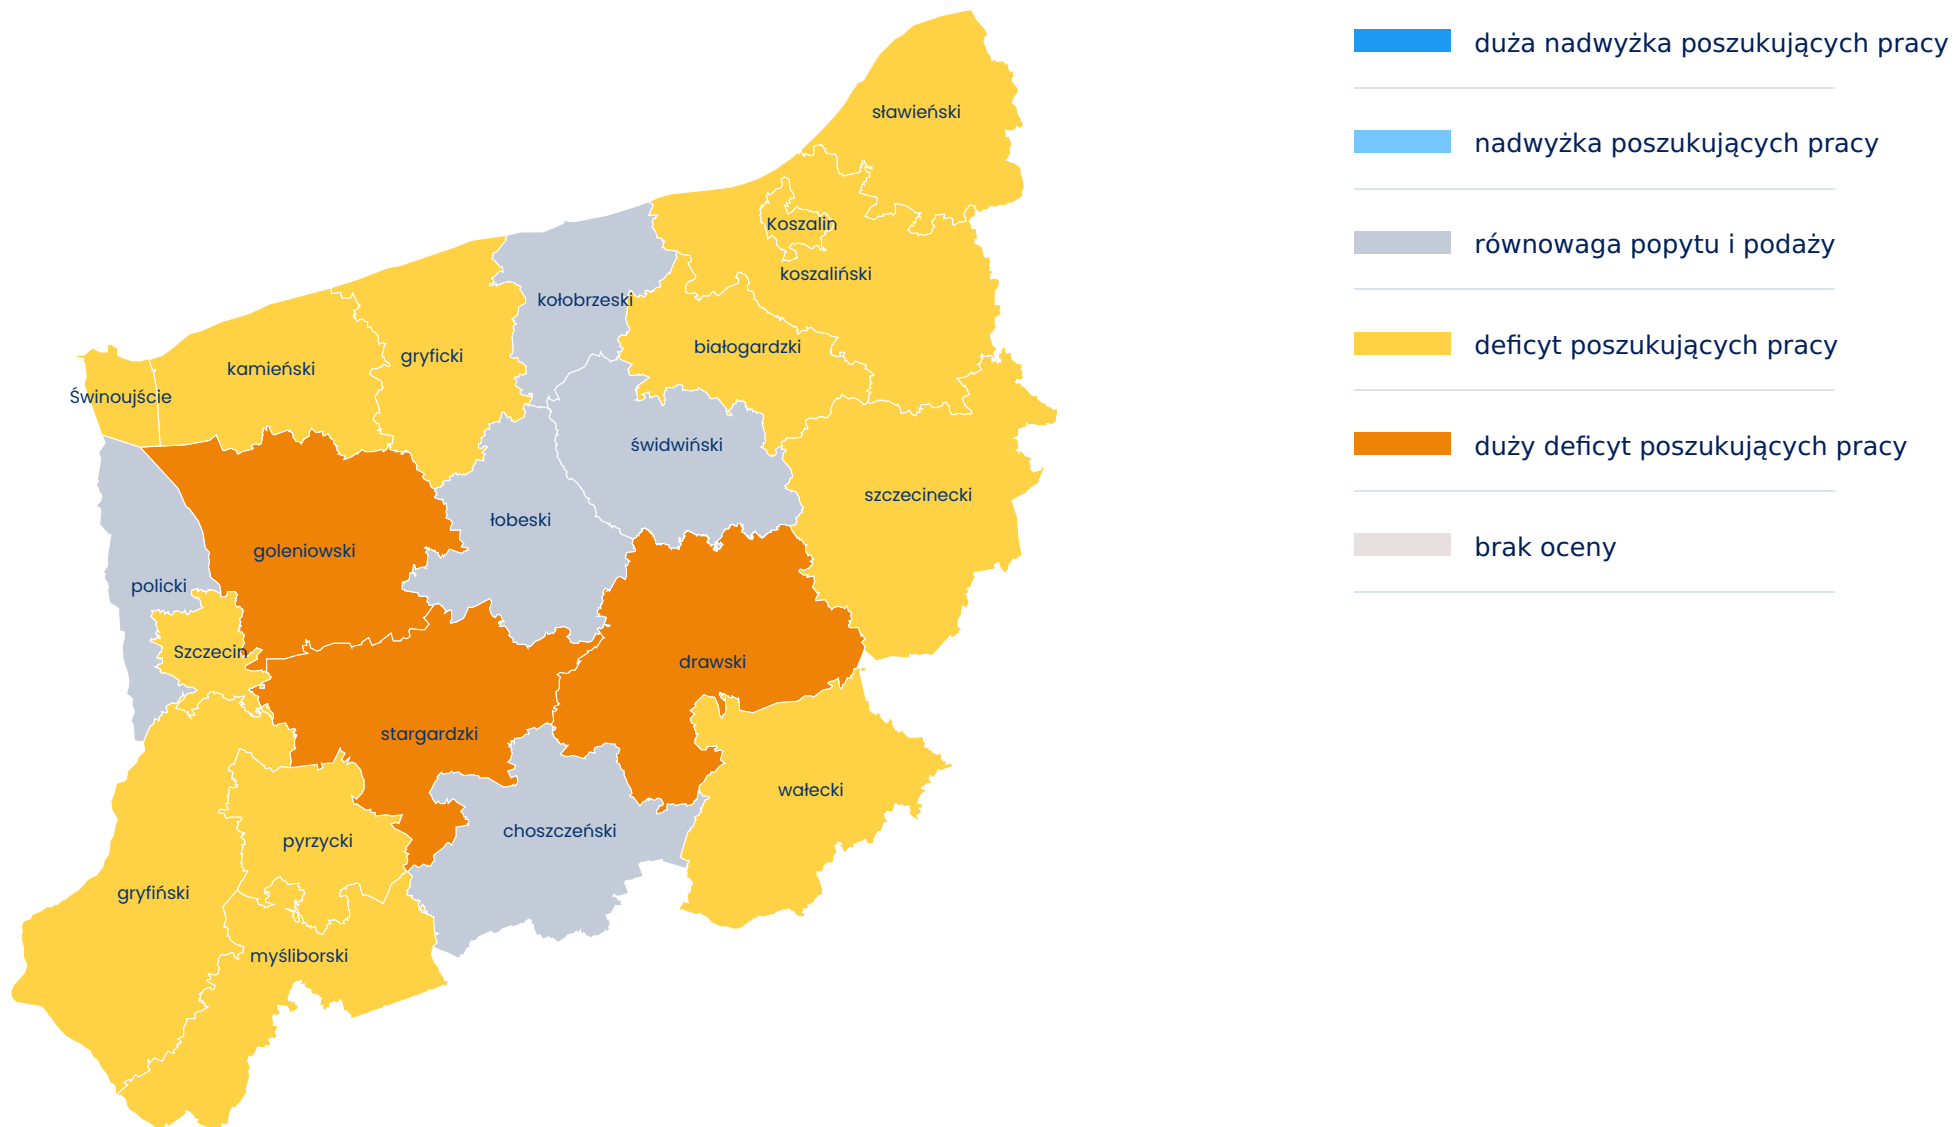 sławieński
Koszalin
koszaliński
kołobrzeski
białogardzki
gryficki
kamieński
Świnoujście
świdwiński
szczecinecki
łobeski
goleniowski
policki
Szczecin
drawski
stargardzki
wałecki
choszczeński
pyrzycki
gryfiński
myśliborski
duża nadwyżka poszukujących pracy
nadwyżka poszukujących pracy
równowaga popytu i podaży
deficyt poszukujących pracy
duży deficyt poszukujących pracy
brak oceny